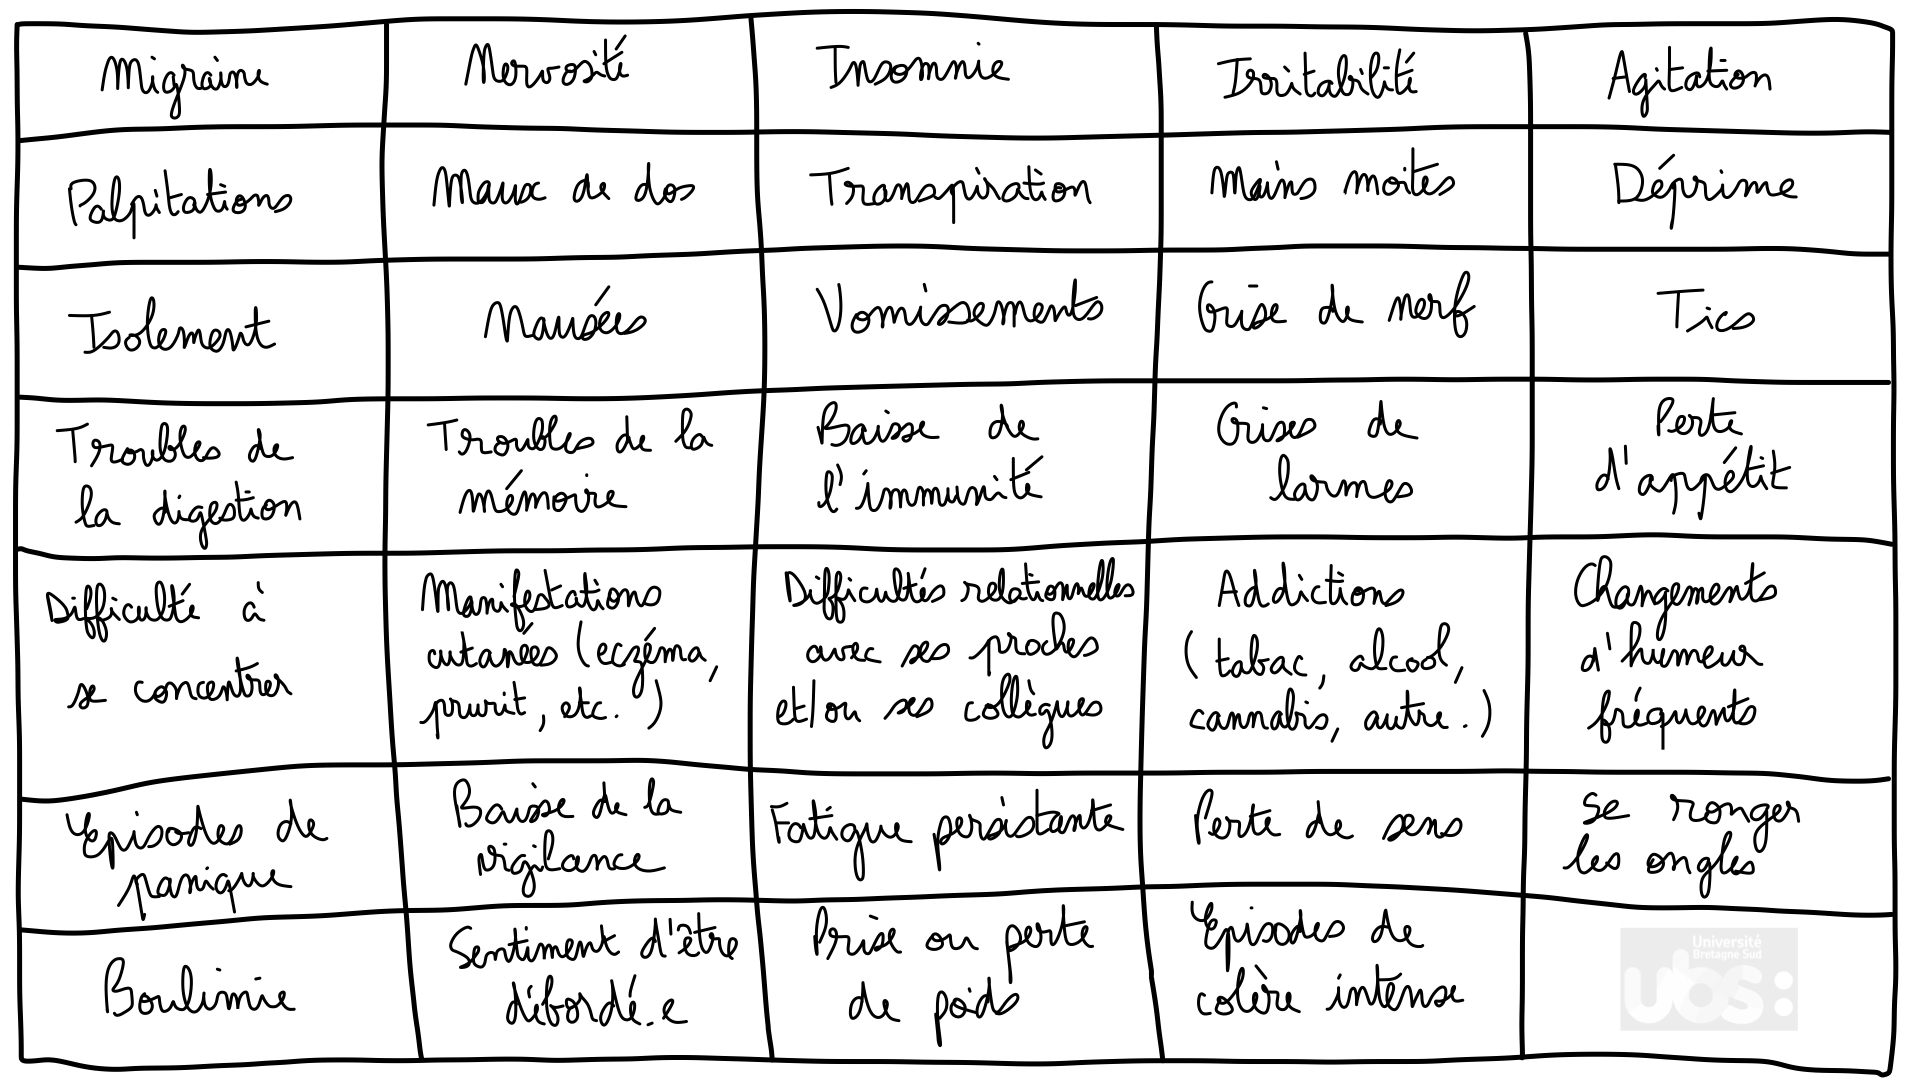 Migraine
Nervosité
Insomnie
Irritabilité
Agitation
Palpitations
Maux de dos
Transpiration
Mains moites
Déprime
Isolement
Nausées
Vomissements
Crise de nerf
Tics
Troubles de
la digestion
Troubles de la
mémoire
Baisse de
l'immunité
Crises de
larmes
Perte
d'appétit
Difficulté à
se concentrer
Manifestations
cutanées (eczéma,
prurit, etc.)
Difficultés relationnelles
avec ses proches
et/ou ses collègues
Addictions
(tabac, alcool,
cannabis, autre.)
Changements
d'humeur
fréquents
Episodes de
panique
Baisse de la
vigilance
Fatigue persistante
Perte de sens
Se ronger
les ongles
Boulimie
Sentiment d'être
débordé.e
Prise ou perte
de poids
Episodes de
colère intense
Université
Bretagne Sud
ubs: